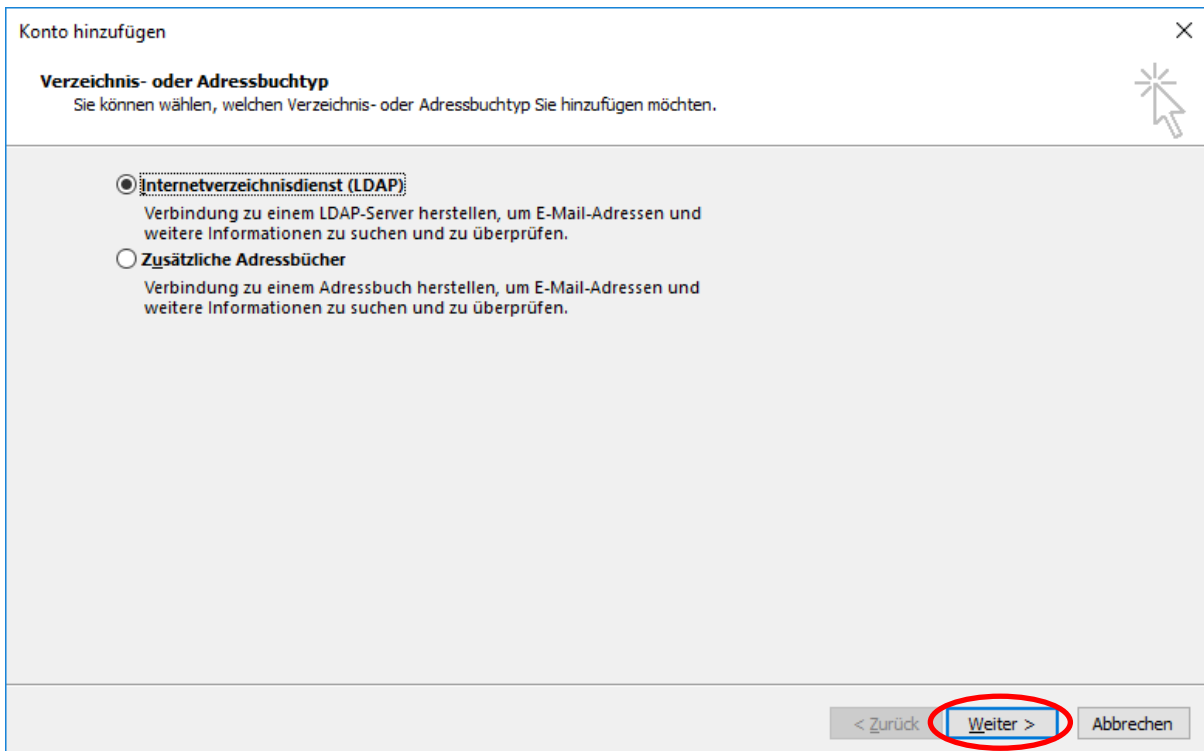 Konto hinzufügen
Verzeichnis- oder Adressbuchtyp
Sie können wählen, welchen Verzeichnis- oder Adressbuchtyp Sie hinzufügen möchten.
Internetverzeichnisdienst (LDAP)
Verbindung zu einem LDAP-Server herstellen, um E-Mail-Adressen und
weitere Informationen zu suchen und zu überprüfen.
Zusätzliche Adressbücher
Verbindung zu einem Adressbuch herstellen, um E-Mail-Adressen und
weitere Informationen zu suchen und zu überprüfen.
< Zurück Weiter > Abbrechen